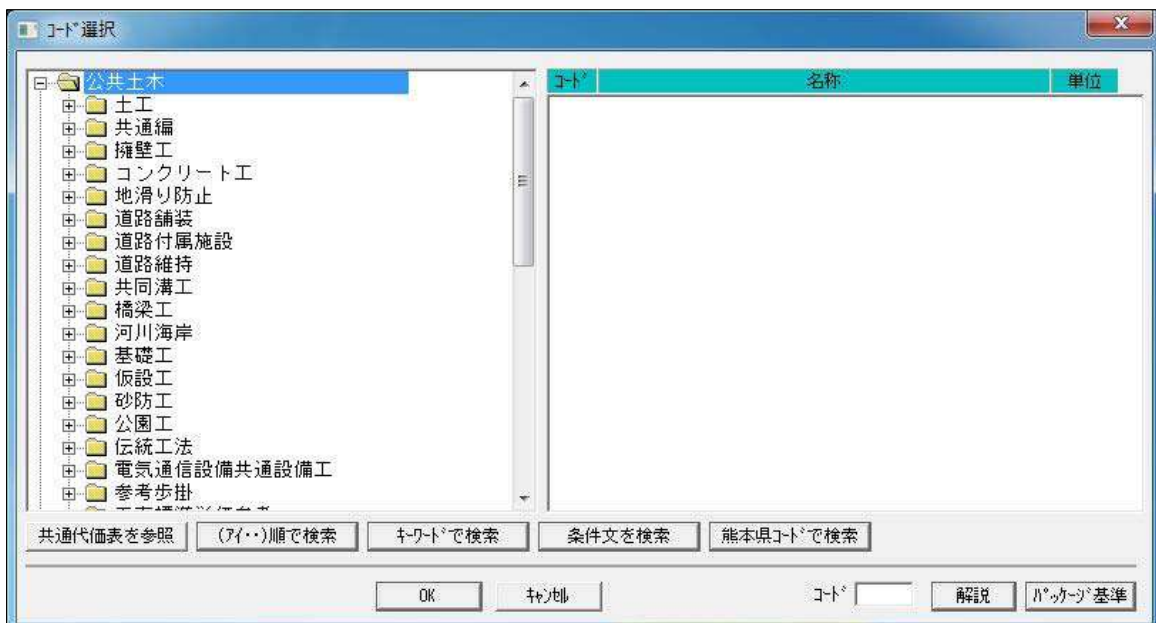 コード選択
公共土木
土工
共通編
擁壁工
コンクリート工
地滑り防止
道路舗装
道路付属施設
道路維持
共同溝工
橋梁工
河川海岸
基礎工
仮設工
砂防工
公園工
伝統工法
電気通信設備共通設備工
参考歩掛
コード 名称 単位
共通代価表を参照 (アイ・・)順で検索 キーワードで検索 条件文を検索 熊本県コードで検索
OK キャンセル コード 解説 パッケージ基準